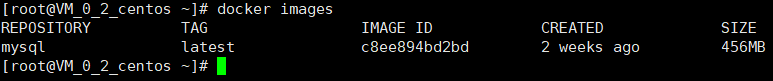 [root@VM_0_2_centos ~]# docker images
REPOSITORY TAG IMAGE ID CREATED SIZE
mysql latest c8ee894bd2bd 2 weeks ago 456MB
[root@VM_0_2_centos ~]#